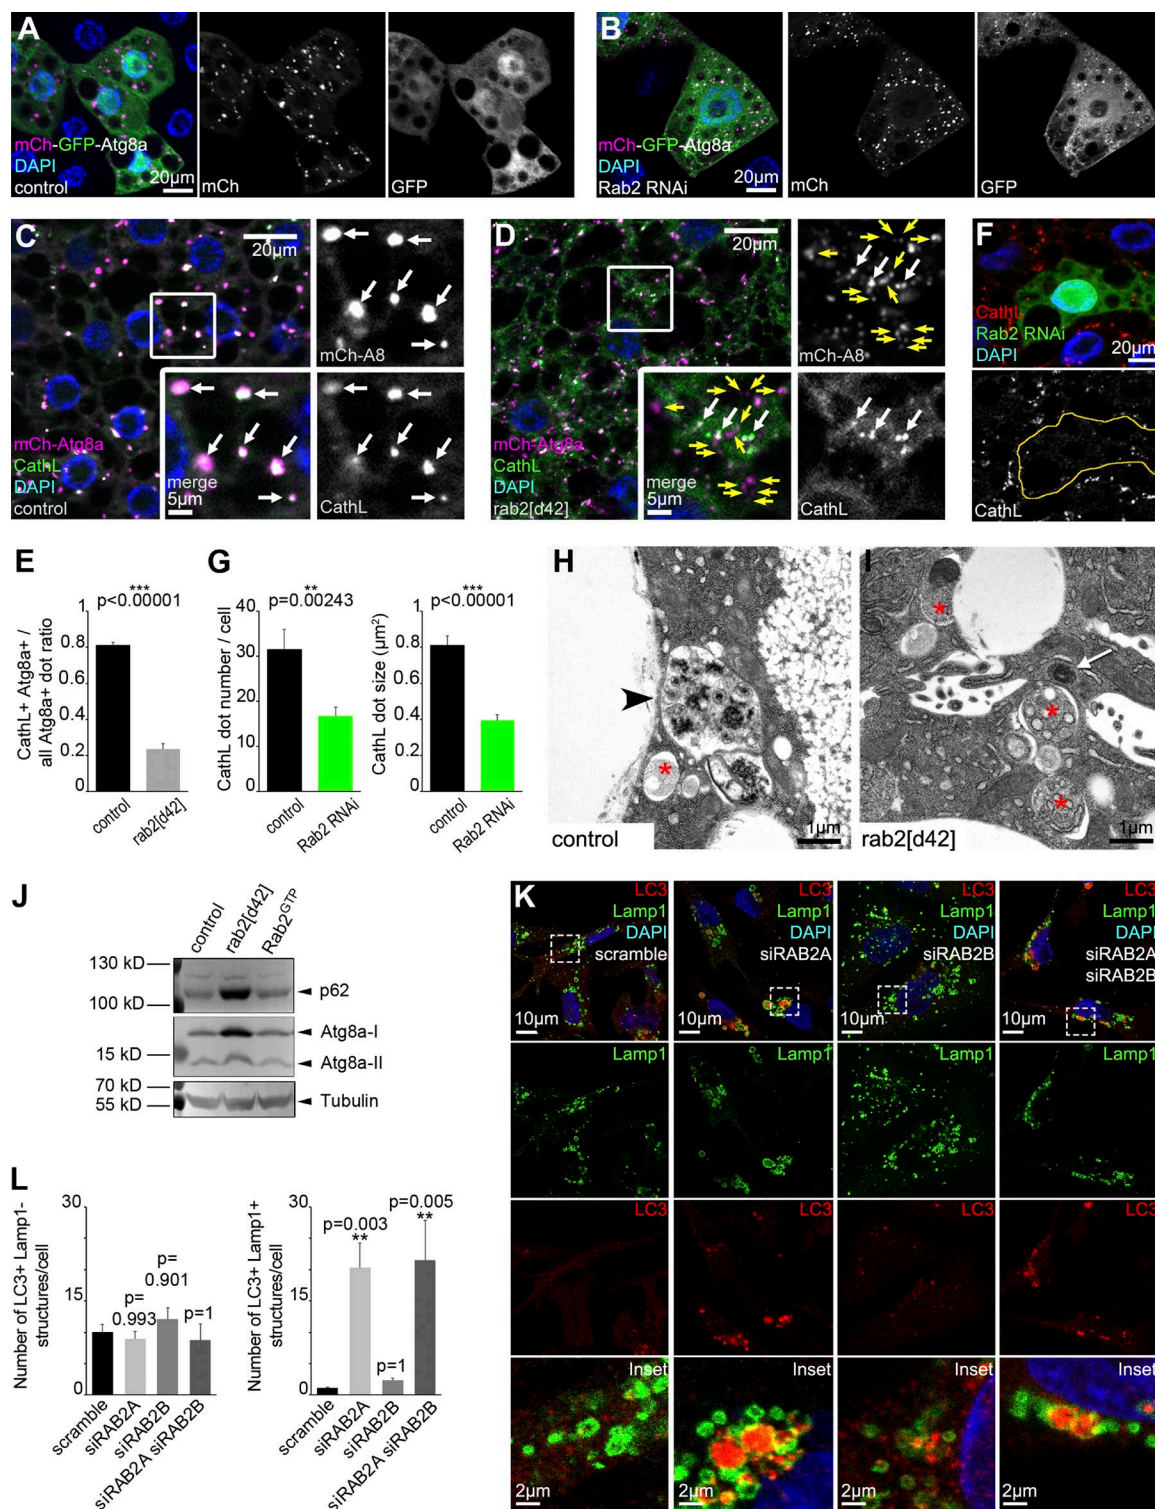 A
mCh-GFP-Atg8a
DAPI
control
20µm
mCh
GFP
B
mCh-GFP-Atg8a
DAPI
Rab2 RNAi
20µm
mCh
GFP
C
20µm
mCh-Atg8a
CathL
DAPI
control
merge
5µm
mCh-A8
CathL
D
20µm
mCh-Atg8a
CathL
DAPI
rab2[d42]
merge
5µm
mCh-A8
CathL
F
CathL
Rab2 RNAi
DAPI
20µm
CathL
E
***
p<0.00001
CathL+ Atg8a+ /
all Atg8a+ dot ratio
1
0.8
0.6
0.4
0.2
0
control
rab2[d42]
G
**
p=0.00243
CathL dot number / cell
40
30
20
10
0
control
Rab2 RNAi
***
p<0.00001
CathL dot size (µm²)
1
0.8
0.6
0.4
0.2
0
control
Rab2 RNAi
H
*
control
1µm
I
*
*
*
rab2[d42]
1µm
J
control
rab2[d42]
Rab2GTP
130 kD
100 kD
p62
Atg8a-I
15 kD
Atg8a-II
70 kD
55 kD
Tubulin
K
LC3
Lamp1
DAPI
scramble
10µm
LC3
Lamp1
DAPI
siRAB2A
10µm
LC3
Lamp1
DAPI
siRAB2B
10µm
LC3
Lamp1
DAPI
siRAB2A
siRAB2B
10µm
Lamp1
Lamp1
Lamp1
Lamp1
LC3
LC3
LC3
LC3
Inset
2µm
Inset
2µm
Inset
2µm
Inset
2µm
L
Number of LC3+ Lamp1-
structures/cell
30
15
0
p=
0.993
p=
0.901
p=1
scramble
siRAB2A
siRAB2B
siRAB2A siRAB2B
Number of LC3+ Lamp1+
structures/cell
30
15
0
p=0.003
**
p=1
p=0.005
**
scramble
siRAB2A
siRAB2B
siRAB2A siRAB2B